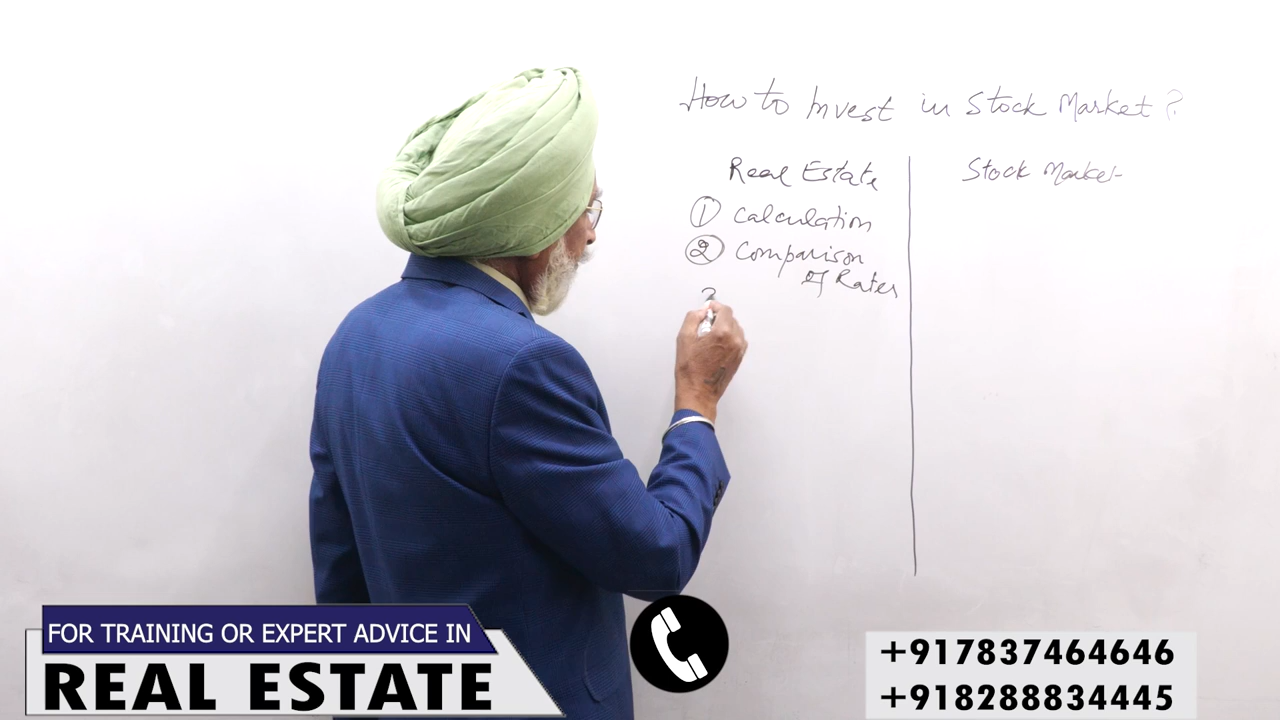 How to Invest in Stock Market?
Real Estate
Stock Market
① Calculation
② Comparison
of Rates
FOR TRAINING OR EXPERT ADVICE IN
REAL ESTATE
+917837464646
+918288834445